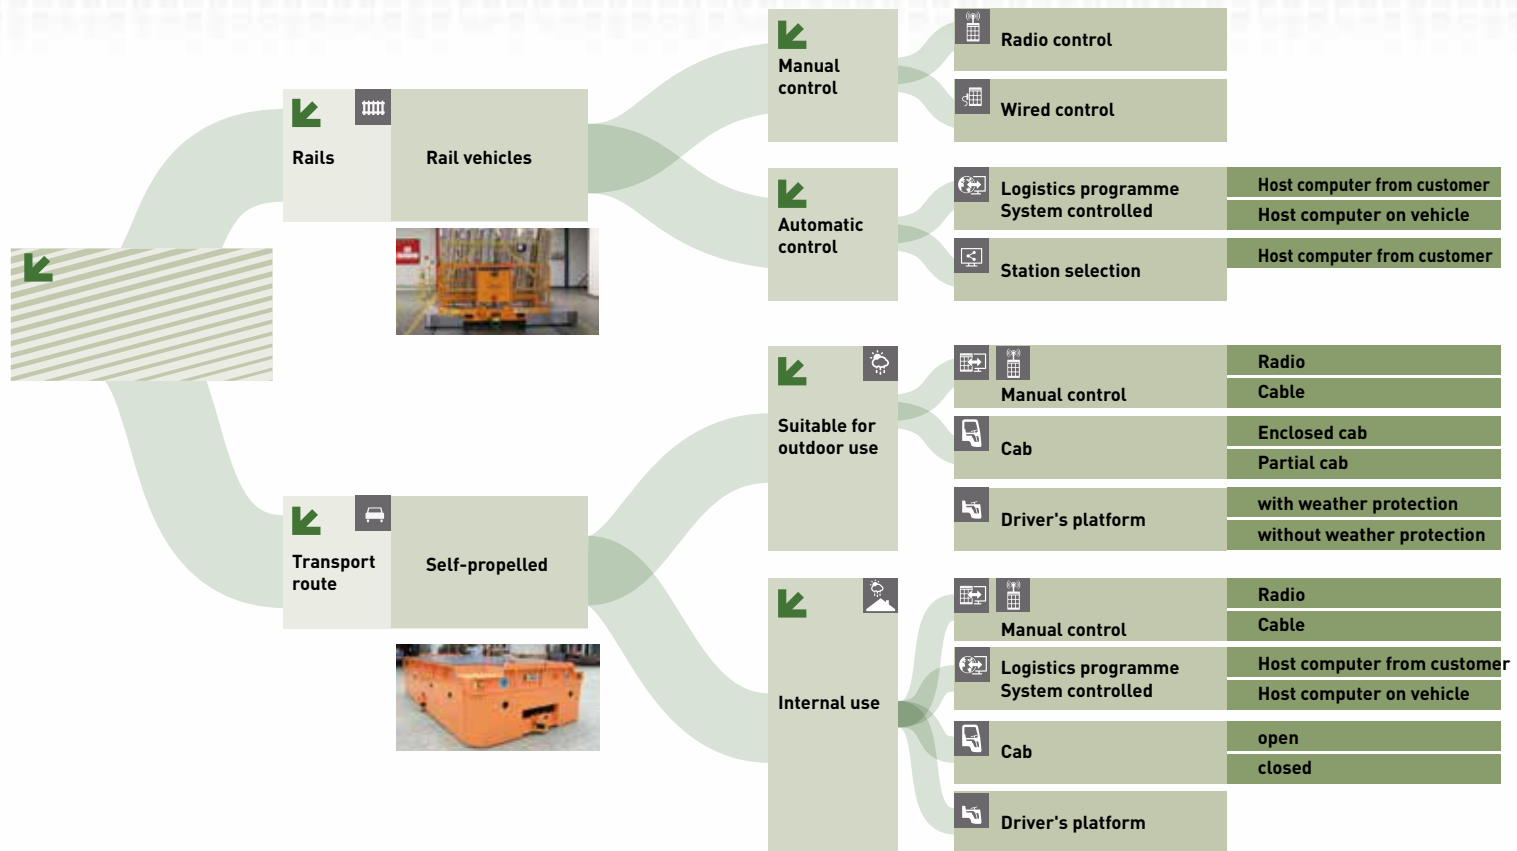 Rails
Rail vehicles
Manual
control
Radio control
Wired control
Automatic
control
Logistics programme
System controlled
Host computer from customer
Host computer on vehicle
Station selection
Host computer from customer
Transport
route
Self-propelled
Suitable for
outdoor use
Manual control
Radio
Cable
Cab
Enclosed cab
Partial cab
Driver's platform
with weather protection
without weather protection
Internal use
Manual control
Radio
Cable
Logistics programme
System controlled
Host computer from customer
Host computer on vehicle
Cab
open
closed
Driver's platform